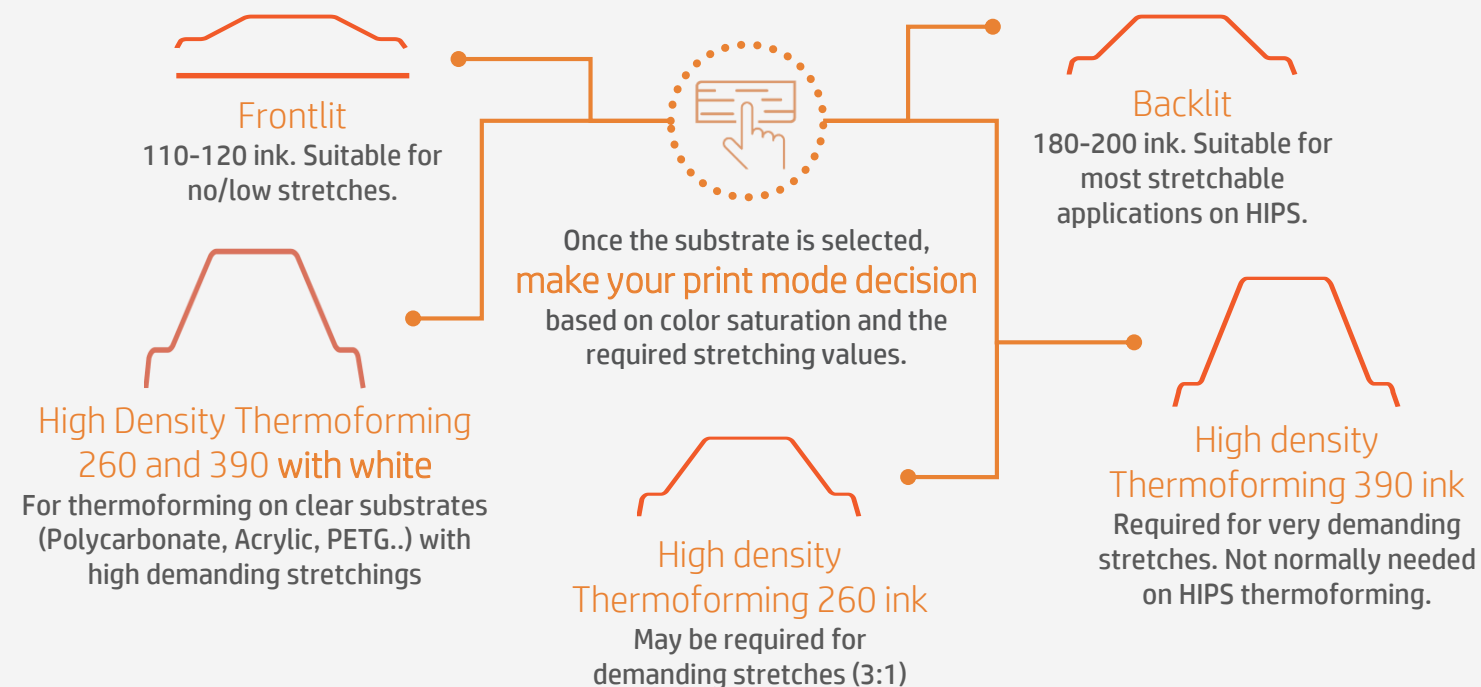 Frontlit
110-120 ink. Suitable for
no/low stretches.
Backlit
180-200 ink. Suitable for
most stretchable
applications on HIPS.
Once the substrate is selected,
make your print mode decision
based on color saturation and the
required stretching values.
High Density Thermoforming
260 and 390 with white
For thermoforming on clear substrates
(Polycarbonate, Acrylic, PETG..) with
high demanding stretchings
High density
Thermoforming 260 ink
May be required for
demanding stretches (3:1)
High density
Thermoforming 390 ink
Required for very demanding
stretches. Not normally needed
on HIPS thermoforming.